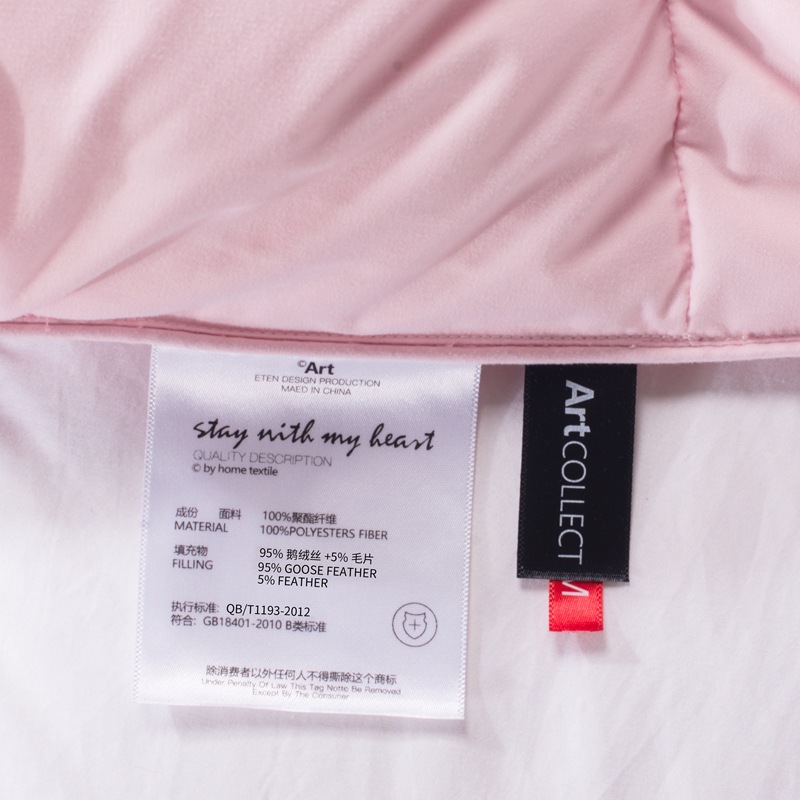 ©Art
ETEN DESIGN PRODUCTION
MAED IN CHINA
stay with my heart
QUALITY DESCRIPTION
© by home textile
成份 面料 100%聚酯纤维
MATERIAL 100%POLYESTERS FIBER
填充物 95% 鹅绒丝 +5% 毛片
FILLING 95% GOOSE FEATHER
5% FEATHER
执行标准: QB/T1193-2012
符合: GB18401-2010 B类标准
除消费者以外任何人不得撕除这个商标
Under Penalty Of Law This Tag Nottc Be Removed
Except By The Consumer
ArtCOLLECT
M